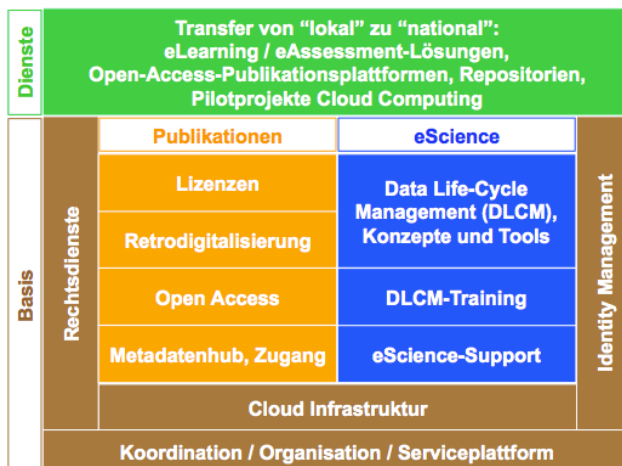 Dienste
Transfer von “lokal” zu “national”:
eLearning / eAssessment-Lösungen,
Open-Access-Publikationsplattformen, Repositorien,
Pilotprojekte Cloud Computing
Basis
Rechtsdienste
Publikationen
Lizenzen
Retrodigitalisierung
Open Access
Metadatenhub, Zugang
eScience
Data Life-Cycle
Management (DLCM),
Konzepte und Tools
DLCM-Training
eScience-Support
Identity Management
Cloud Infrastruktur
Koordination / Organisation / Serviceplattform